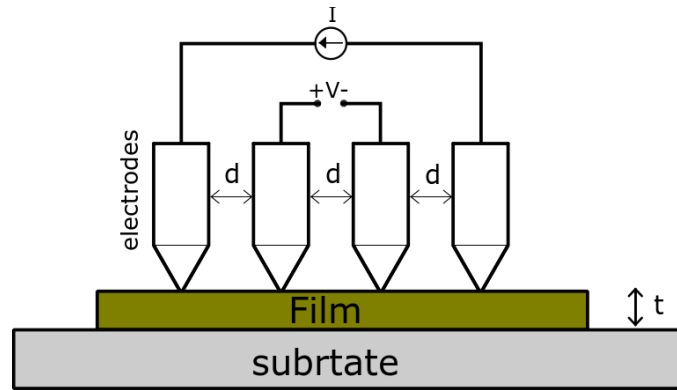 I
+V-
electrodes
d
d
d
Film
t
subrtate